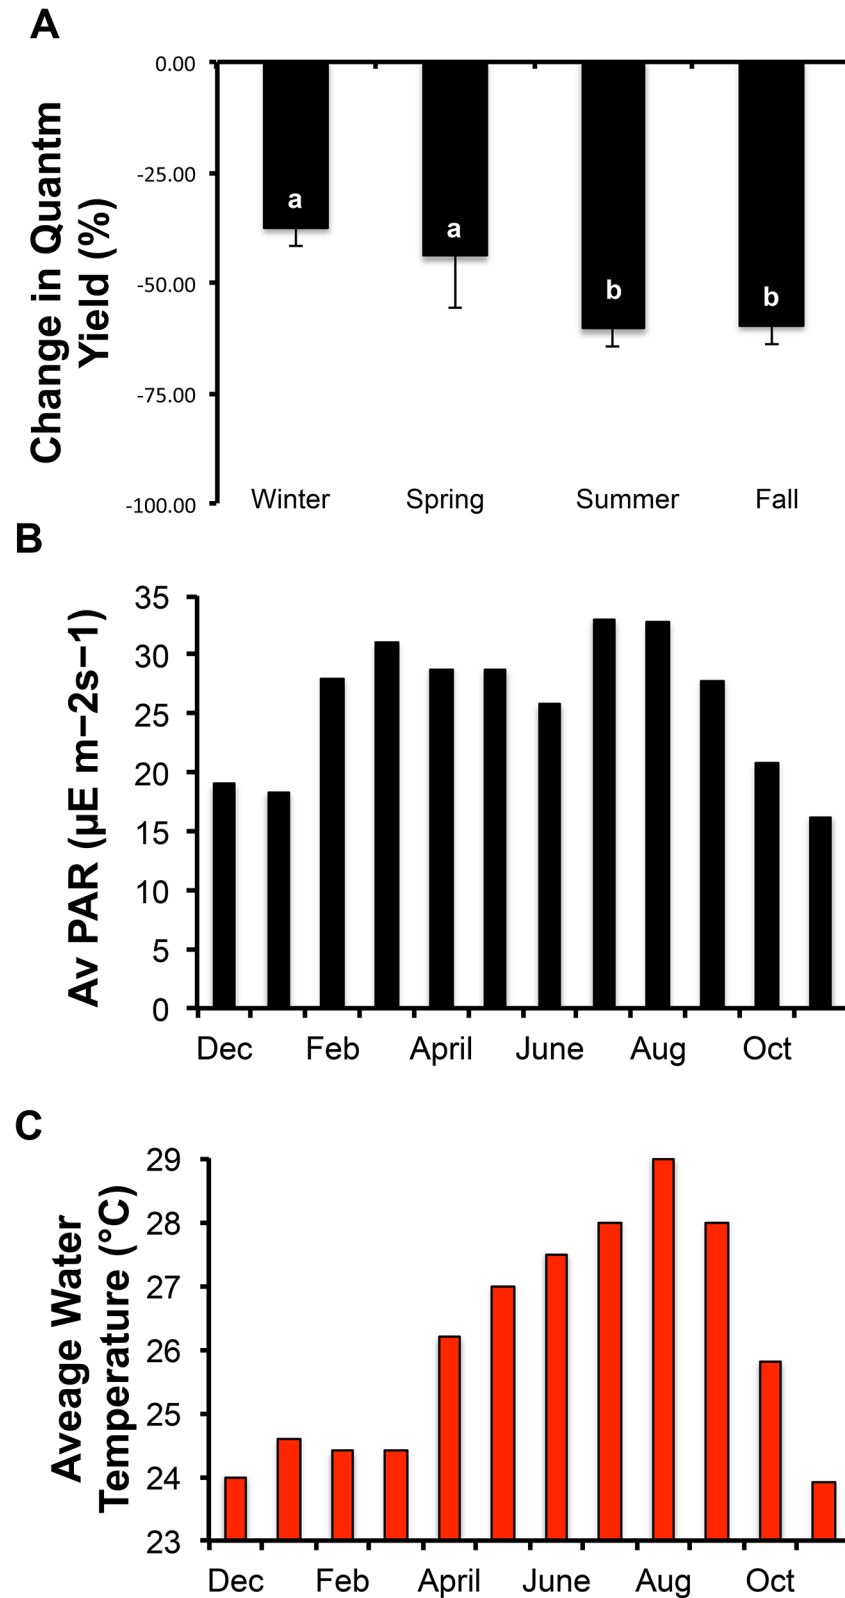 A
Change in Quantm
Yield (%)
0.00
-25.00
-50.00
-75.00
-100.00
a
a
b
b
Winter Spring Summer Fall
B
Av PAR (µE m−2s−1)
35
30
25
20
15
10
5
0
Dec Feb April June Aug Oct
C
Aveage Water
Temperature (°C)
29
28
27
26
25
24
23
Dec Feb April June Aug Oct